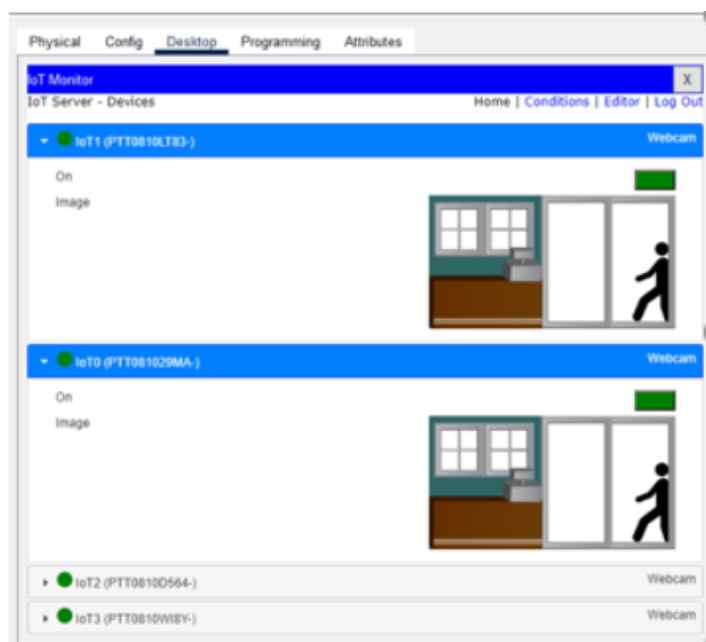 Physical Config Desktop Programming Attributes
IoT Monitor X
IoT Server - Devices Home | Conditions | Editor | Log Out
IoT1 (PTT0810LT83-) Webcam
On
Image
IoT0 (PTT081029MA-) Webcam
On
Image
IoT2 (PTT0810D564-) Webcam
IoT3 (PTT0810WI8Y-) Webcam